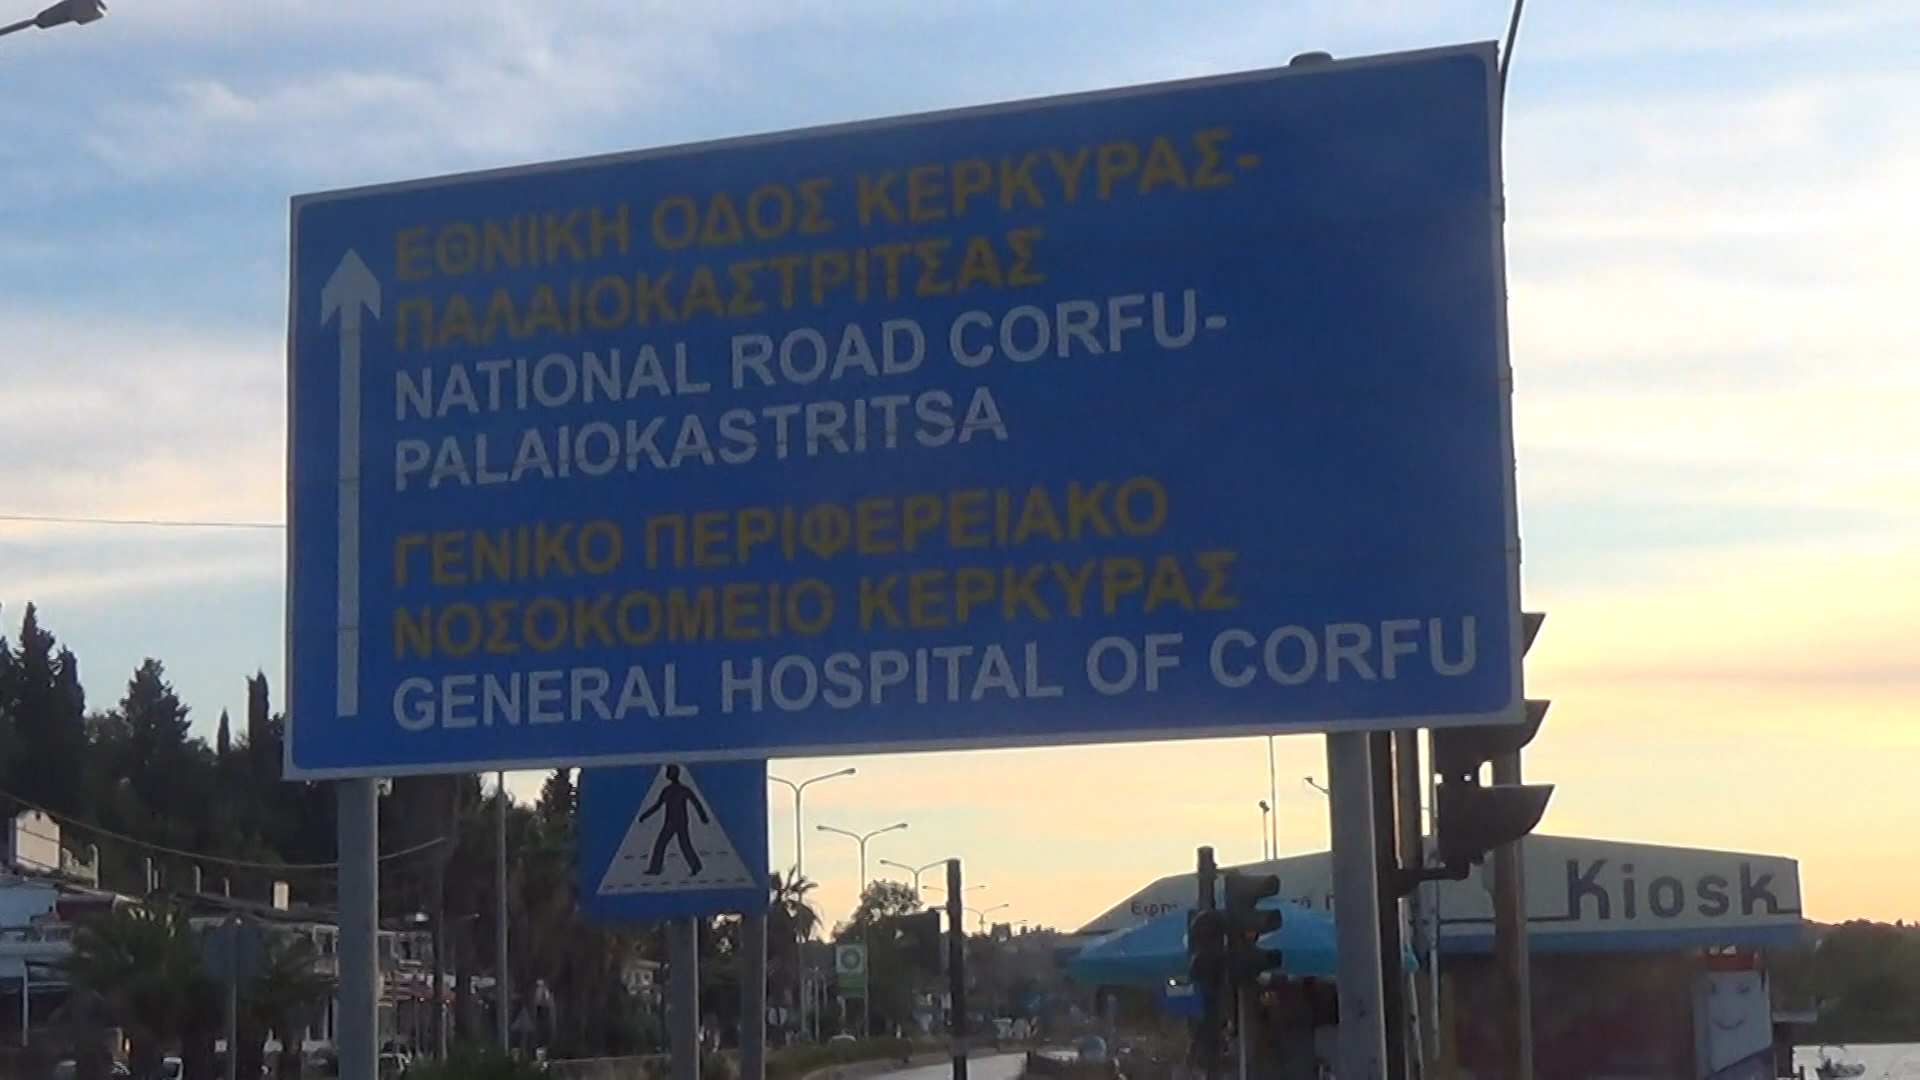 ΕΘΝΙΚΗ ΟΔΟΣ ΚΕΡΚΥΡΑΣ-
ΠΑΛΑΙΟΚΑΣΤΡΙΤΣΑΣ
NATIONAL ROAD CORFU-
PALAIOKASTRITSA
ΓΕΝΙΚΟ ΠΕΡΙΦΕΡΕΙΑΚΟ
ΝΟΣΟΚΟΜΕΙΟ ΚΕΡΚΥΡΑΣ
GENERAL HOSPITAL OF CORFU
Kiosk